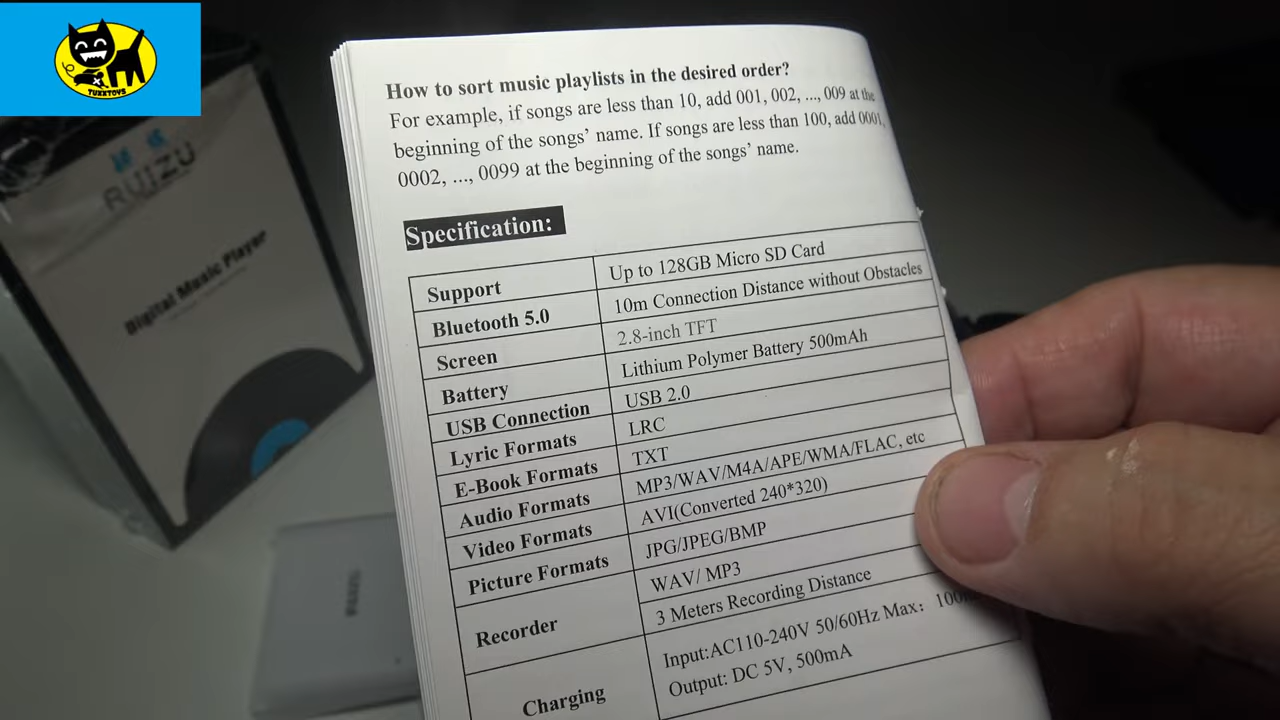 TUXXTOYS
RUIZU
Digital Music Player
How to sort music playlists in the desired order?
For example, if songs are less than 10, add 001, 002, ..., 009 at the
beginning of the songs' name. If songs are less than 100, add 0001,
0002, ..., 0099 at the beginning of the songs' name.
Specification:
Support Up to 128GB Micro SD Card
Bluetooth 5.0 10m Connection Distance without Obstacles
Screen 2.8-inch TFT
Battery Lithium Polymer Battery 500mAh
USB Connection USB 2.0
Lyric Formats LRC
E-Book Formats TXT
Audio Formats MP3/WAV/M4A/APE/WMA/FLAC, etc
Video Formats AVI(Converted 240*320)
Picture Formats JPG/JPEG/BMP
Recorder WAV/ MP3
3 Meters Recording Distance
Charging Input:AC110-240V 50/60Hz Max: 100
Output: DC 5V, 500mA